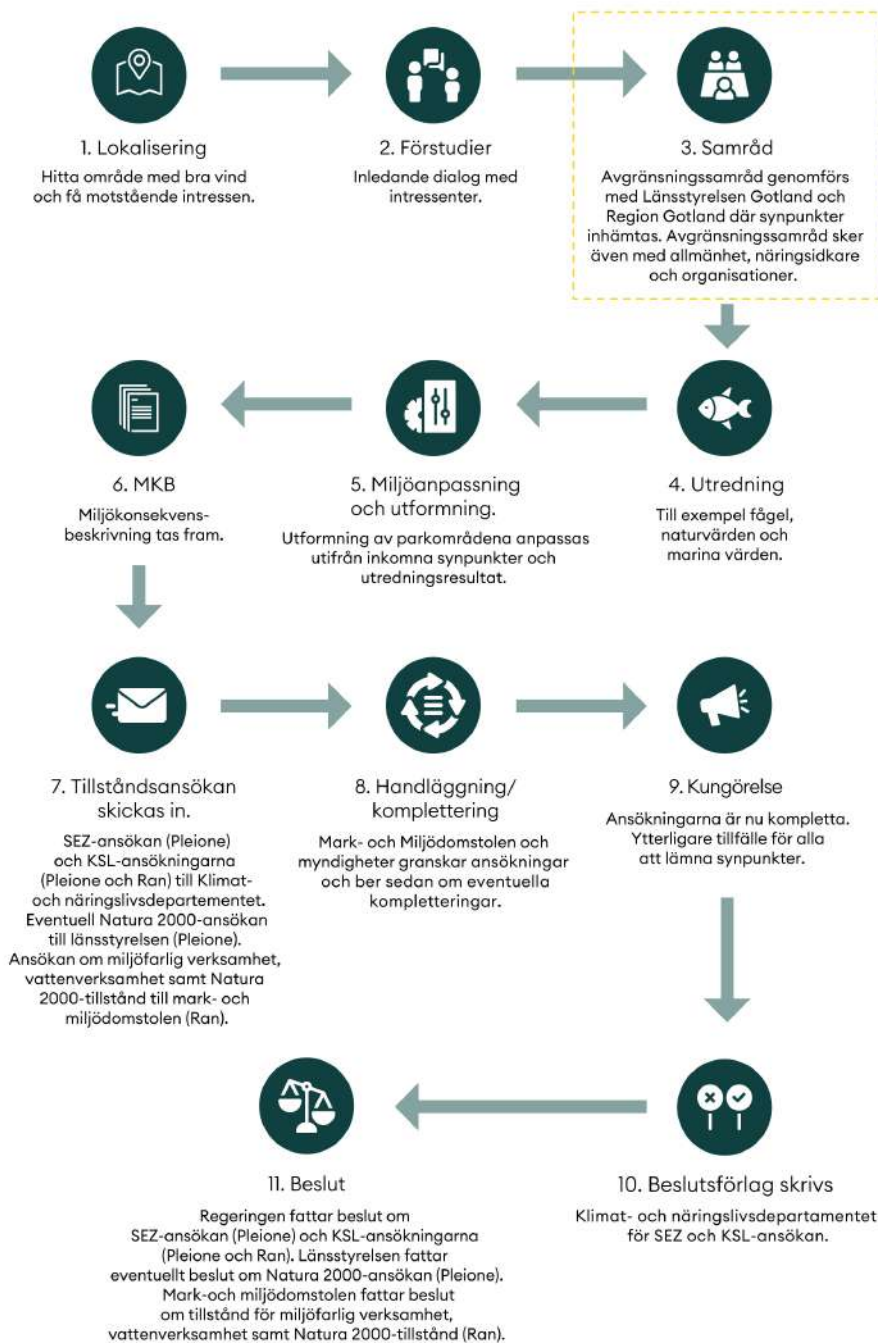 1. Lokalisering
Hitta område med bra vind
och få motstående intressen.
2. Förstudier
Inledande dialog med
intressenter.
3. Samråd
Avgränsningssamråd genomförs
med Länsstyrelsen Gotland och
Region Gotland där synpunkter
inhämtas. Avgränsningssamråd sker
även med allmänhet, näringsidkare
och organisationer.
4. Utredning
Till exempel fågel,
naturvärden och
marina värden.
5. Miljöanpassning
och utformning.
Utformning av parkområdena anpassas
utifrån inkomna synpunkter och
utredningsresultat.
6. MKB
Miljökonsekvens-
beskrivning tas fram.
7. Tillståndsansökan
skickas in.
SEZ-ansökan (Pleione)
och KSL-ansökningarna
(Pleione och Ran) till Klimat-
och näringslivsdepartementet.
Eventuell Natura 2000-ansökan
till länsstyrelsen (Pleione).
Ansökan om miljöfarlig verksamhet,
vattenverksamhet samt Natura
2000-tillstånd till mark- och
miljödomstolen (Ran).
8. Handläggning/
komplettering
Mark- och Miljödomstolen och
myndigheter granskar ansökningar
och ber sedan om eventuella
kompletteringar.
9. Kungörelse
Ansökningarna är nu kompletta.
Ytterligare tillfälle för alla
att lämna synpunkter.
10. Beslutsförlag skrivs
Klimat- och näringslivsdepartamentet
för SEZ och KSL-ansökan.
11. Beslut
Regeringen fattar beslut om
SEZ-ansökan (Pleione) och KSL-ansökningarna
(Pleione och Ran). Länsstyrelsen fattar
eventuellt beslut om Natura 2000-ansökan (Pleione).
Mark-och miljödomstolen fattar beslut
om tillstånd för miljöfarlig verksamhet,
vattenverksamhet samt Natura 2000-tillstånd (Ran).